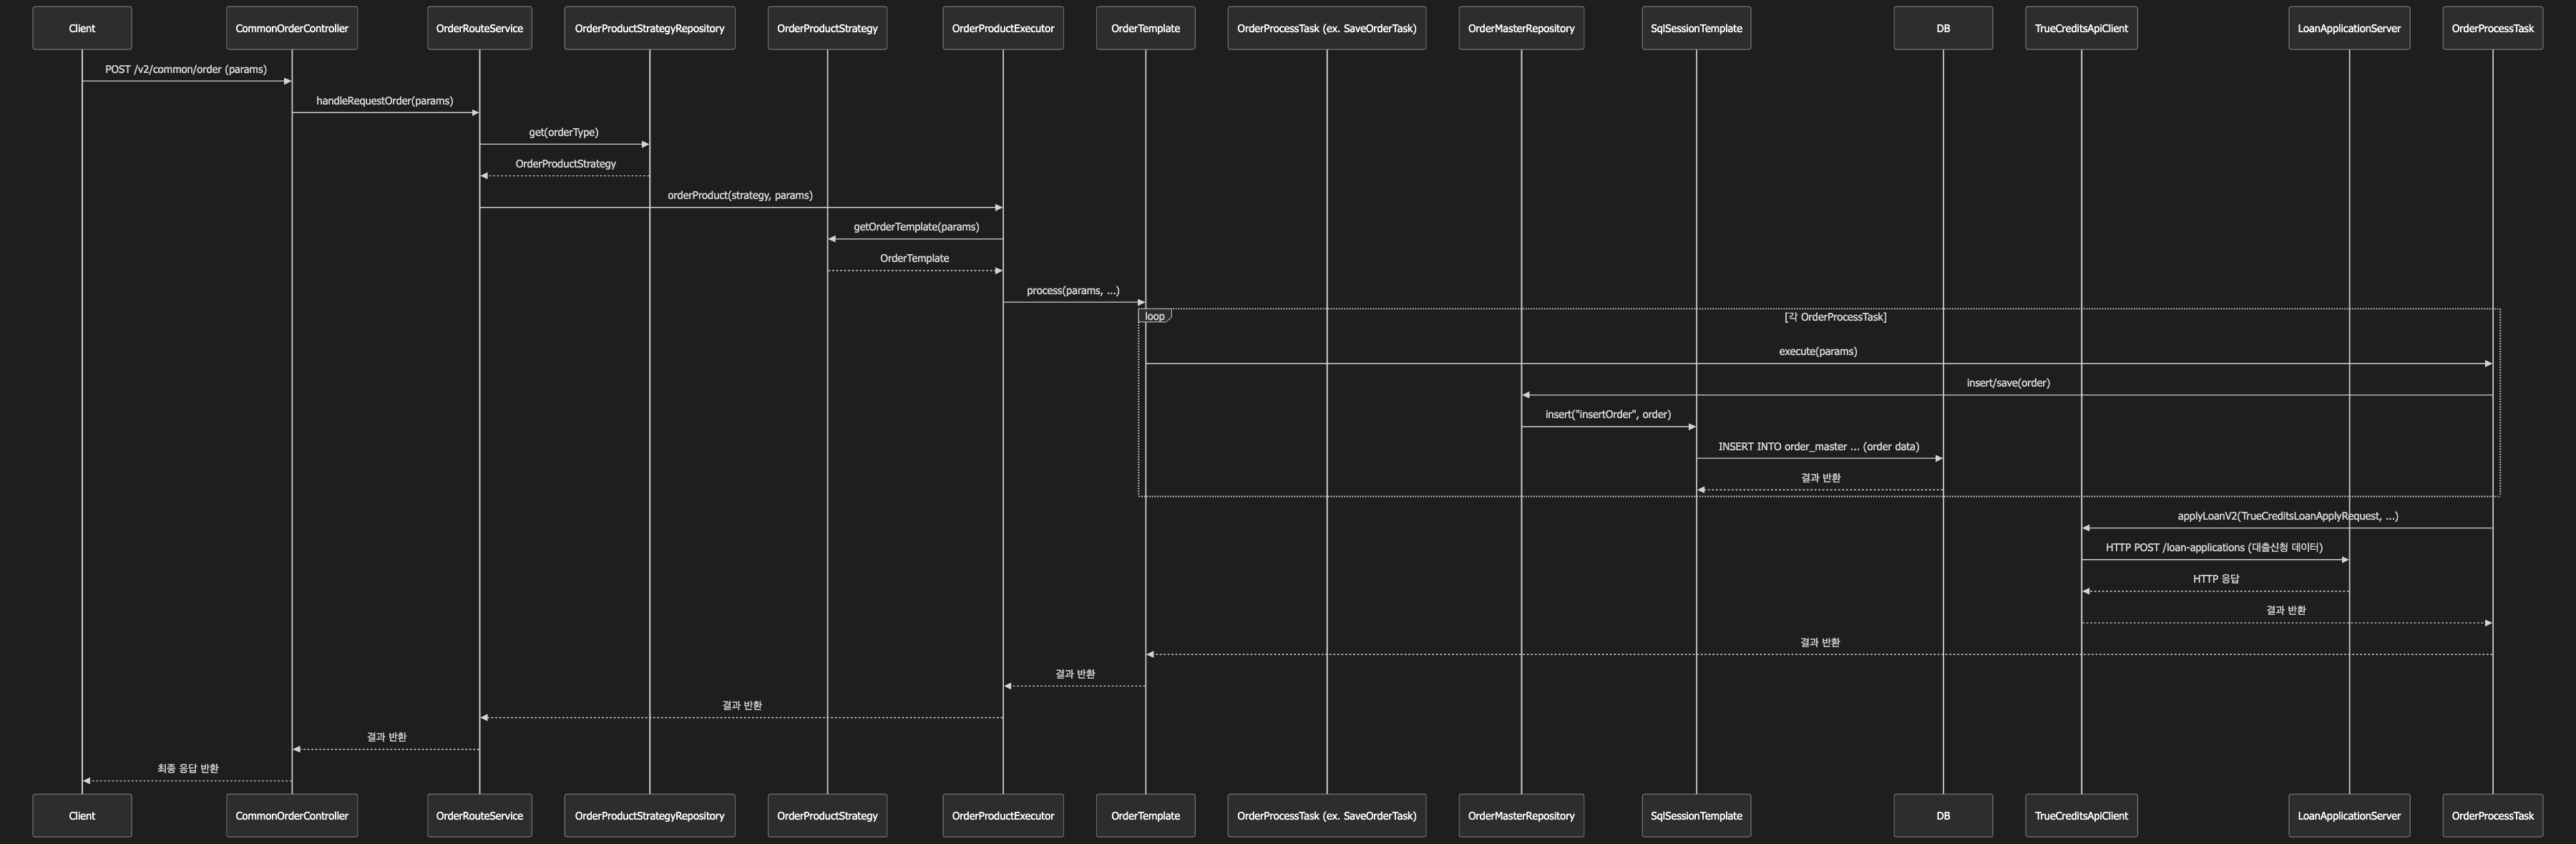 Client
CommonOrderController
OrderRouteService
OrderProductStrategyRepository
OrderProductStrategy
OrderProductExecutor
OrderTemplate
OrderProcessTask (ex. SaveOrderTask)
OrderMasterRepository
SqlSessionTemplate
DB
TrueCreditsApiClient
LoanApplicationServer
OrderProcessTask
POST /v2/common/order (params)
handleRequestOrder(params)
get(orderType)
OrderProductStrategy
orderProduct(strategy, params)
getOrderTemplate(params)
OrderTemplate
process(params, ...)
loop
[각 OrderProcessTask]
execute(params)
insert/save(order)
insert("insertOrder", order)
INSERT INTO order_master ... (order data)
결과 반환
applyLoanV2(TrueCreditsLoanApplyRequest, ...)
HTTP POST /loan-applications (대출신청 데이터)
HTTP 응답
결과 반환
결과 반환
결과 반환
결과 반환
결과 반환
최종 응답 반환
Client
CommonOrderController
OrderRouteService
OrderProductStrategyRepository
OrderProductStrategy
OrderProductExecutor
OrderTemplate
OrderProcessTask (ex. SaveOrderTask)
OrderMasterRepository
SqlSessionTemplate
DB
TrueCreditsApiClient
LoanApplicationServer
OrderProcessTask